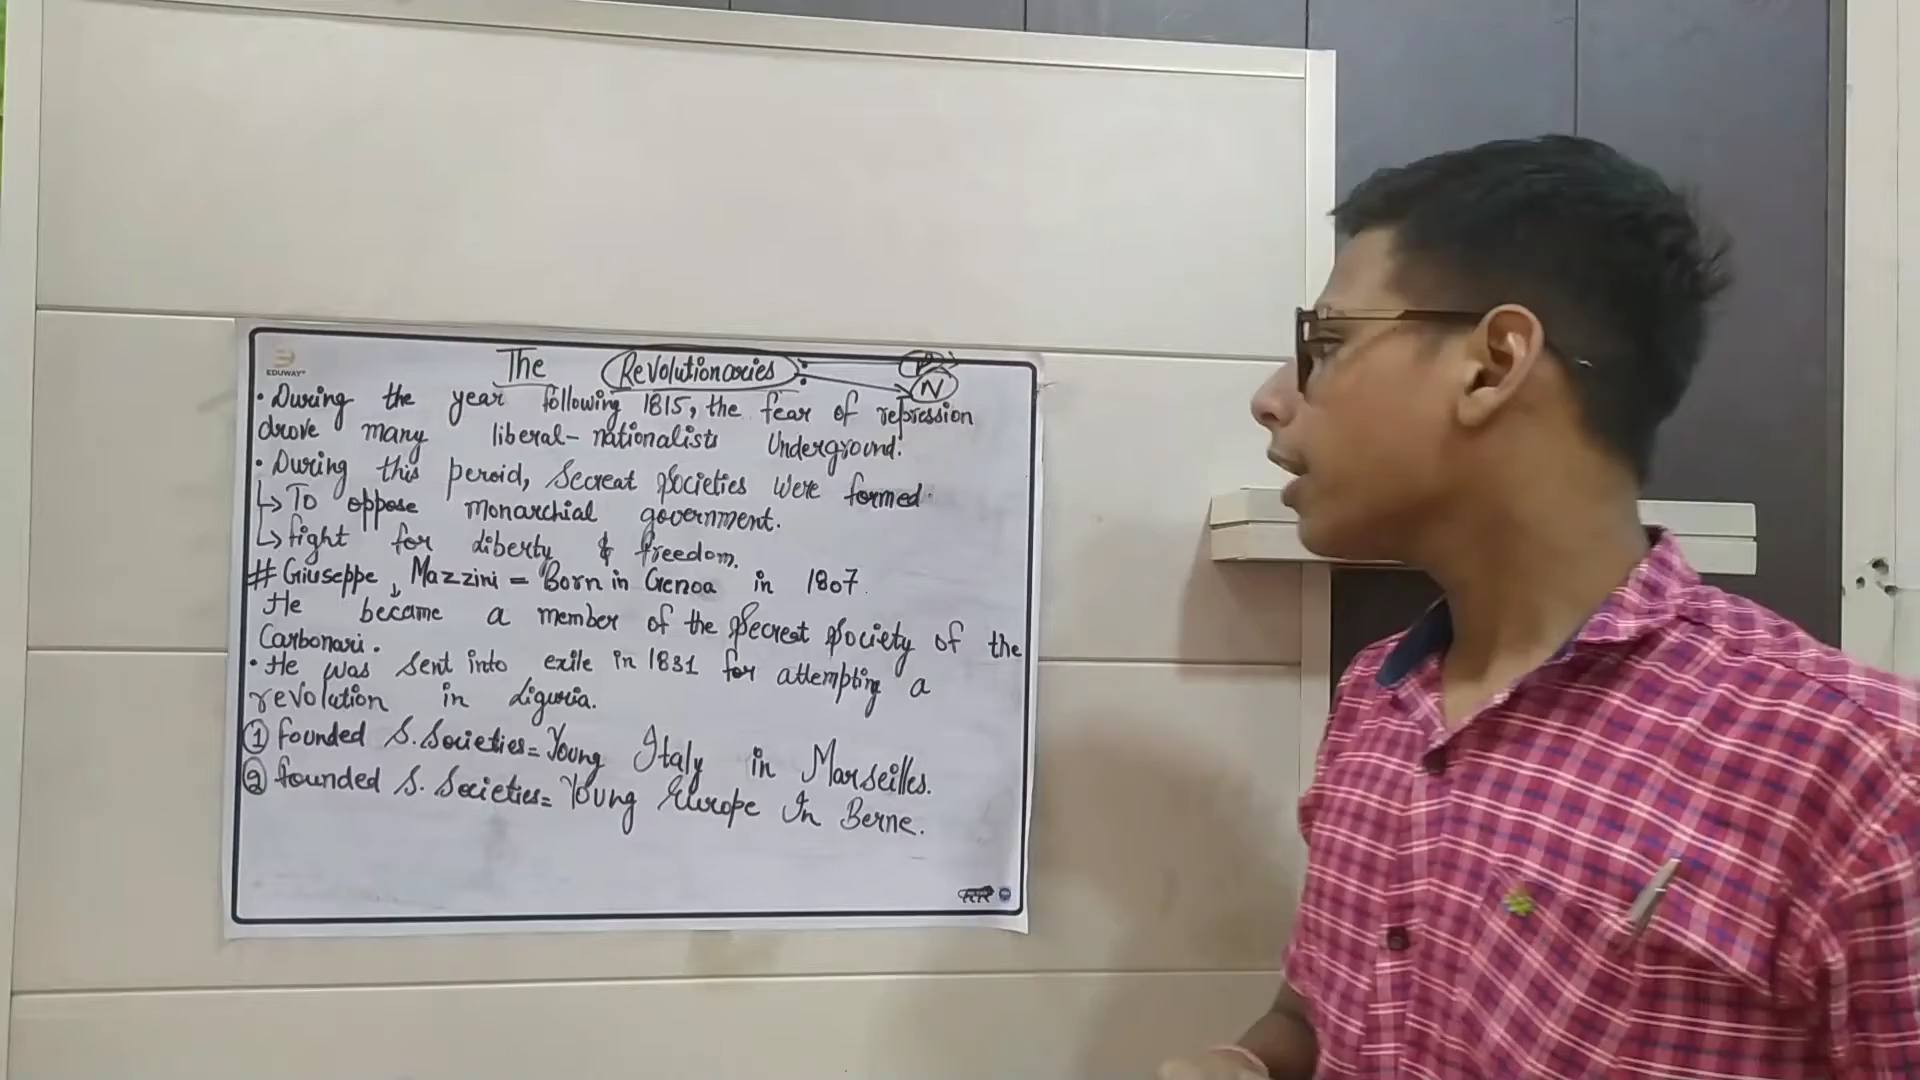 EDUWAY
The Revolutionaries:
N
• During the year following 1815, the fear of repression
drove many liberal-nationalists Underground.
• During this peroid, Secreat Societies were formed.
↳ To oppose monarchial government.
↳ fight for liberty & freedom.
# Giuseppe Mazzini = Born in Genoa in 1807.
He became a member of the Secreat Society of the
Carbonari.
• He was sent into exile in 1831 for attempting a
revolution in Liguria.
① founded S. Societies = Young Italy in Marseilles.
② founded S. Societies = Young Europe In Berne.